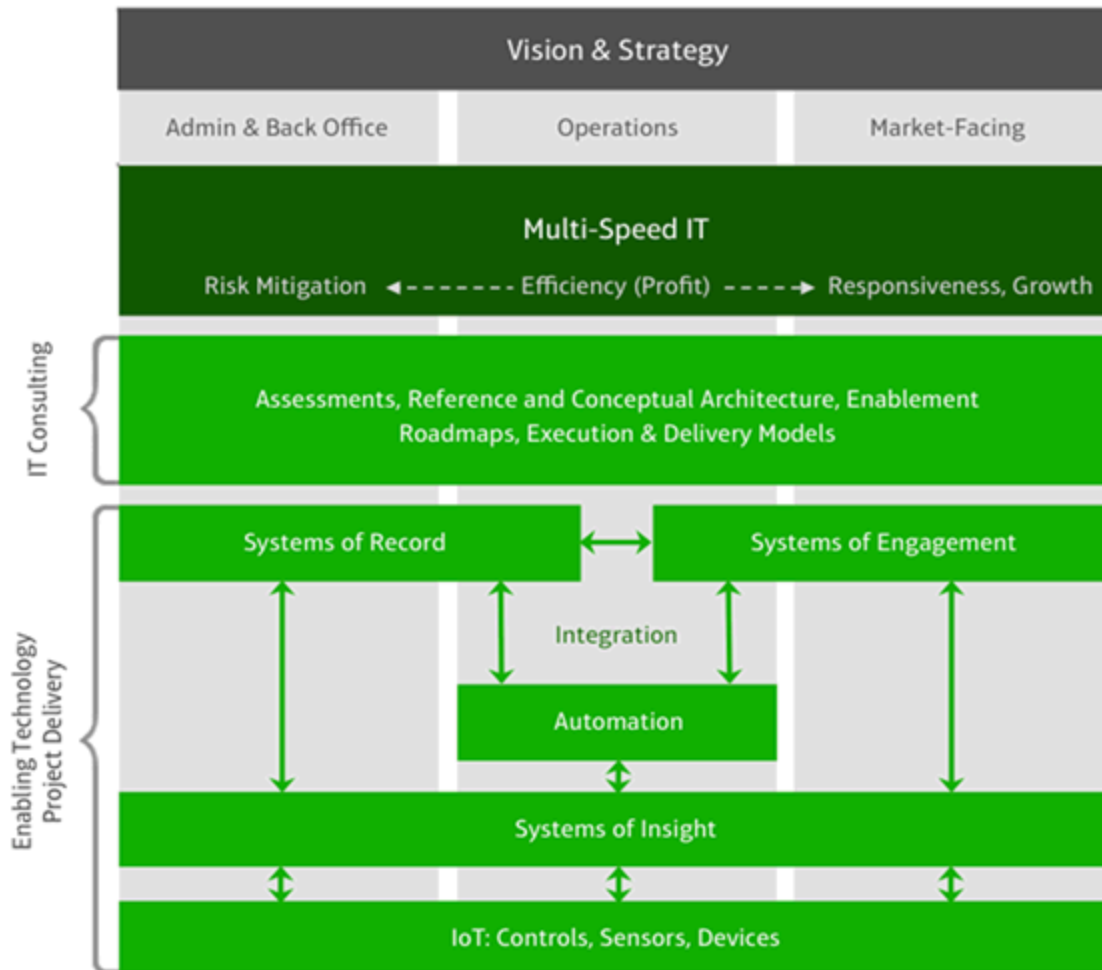 Vision & Strategy
Admin & Back Office
Operations
Market-Facing
Multi-Speed IT
Risk Mitigation
Efficiency (Profit)
Responsiveness, Growth
IT Consulting
Assessments, Reference and Conceptual Architecture, Enablement
Roadmaps, Execution & Delivery Models
Enabling Technology
Project Delivery
Systems of Record
Systems of Engagement
Integration
Automation
Systems of Insight
IoT: Controls, Sensors, Devices